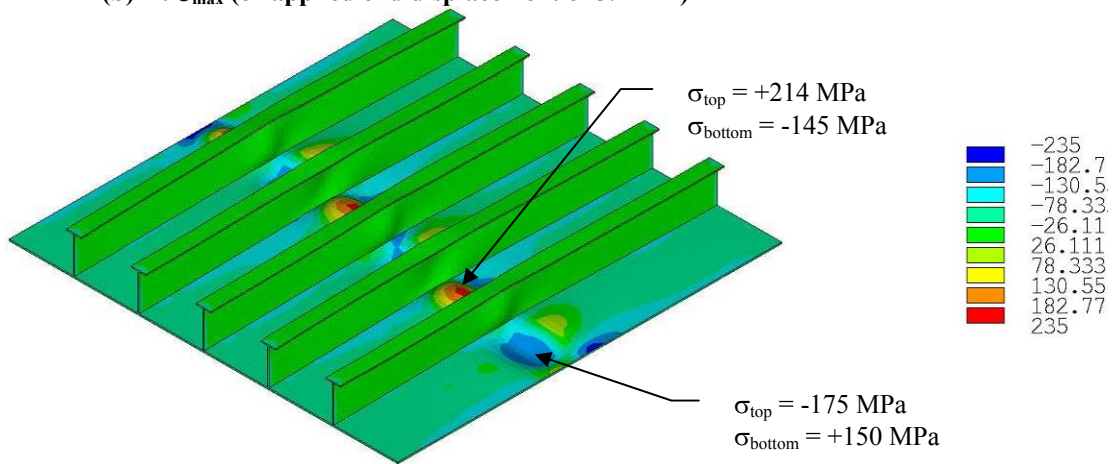 σtop = +214 MPa
σbottom = -145 MPa
-235
-182.7
-130.5
-78.33
-26.11
26.111
78.333
130.55
182.77
235
σtop = -175 MPa
σbottom = +150 MPa